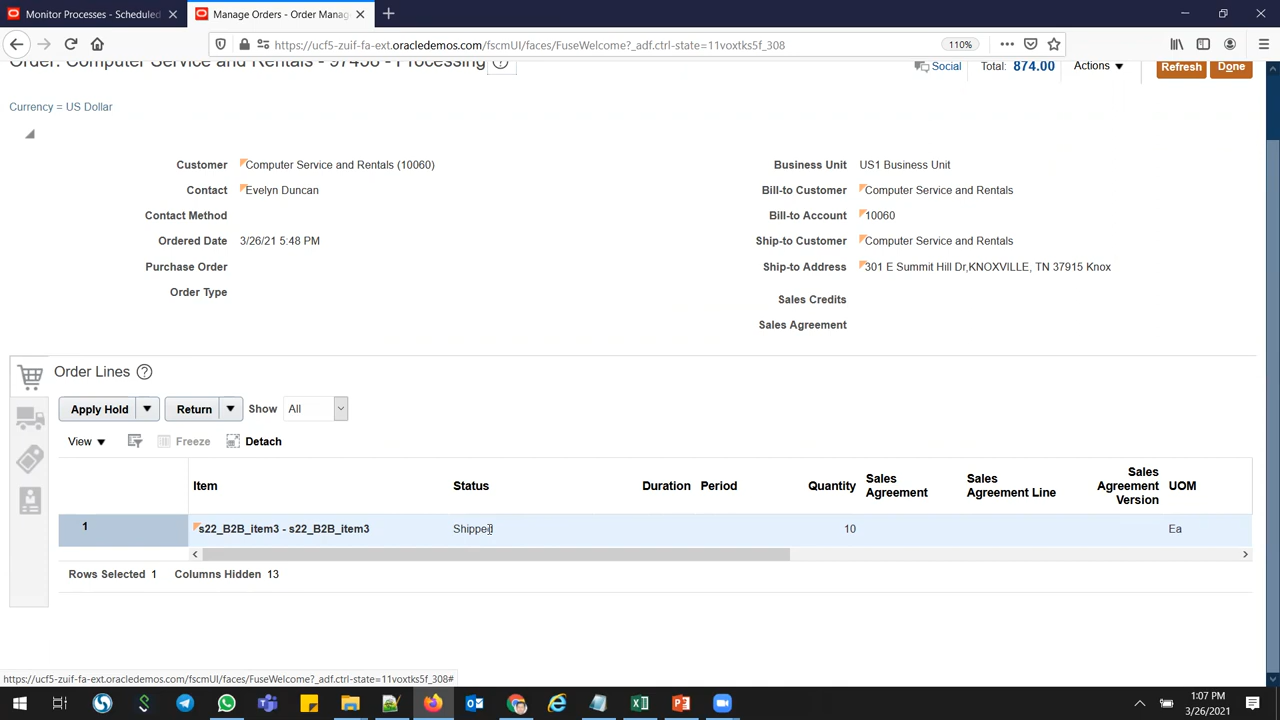 Monitor Processes - Scheduled
Manage Orders - Order Manag
https://ucf5-zuif-fa-ext.oracledemos.com/fscmUI/faces/FuseWelcome?_adf.ctrl-state=11voxtks5f_308
110%
Order: Computer Service and Rentals - 97438 - Processing
Social
Total: 874.00
Actions
Refresh
Done
Currency = US Dollar
Customer Computer Service and Rentals (10060)
Contact Evelyn Duncan
Contact Method
Ordered Date 3/26/21 5:48 PM
Purchase Order
Order Type
Business Unit US1 Business Unit
Bill-to Customer Computer Service and Rentals
Bill-to Account 10060
Ship-to Customer Computer Service and Rentals
Ship-to Address 301 E Summit Hill Dr,KNOXVILLE, TN 37915 Knox
Sales Credits
Sales Agreement
Order Lines
Apply Hold Return Show All
View Freeze Detach
Item Status Duration Period Quantity Sales Agreement Sales Agreement Line Sales Agreement Version UOM
1 s22_B2B_item3 - s22_B2B_item3 Shipped 10 Ea
Rows Selected 1 Columns Hidden 13
https://ucf5-zuif-fa-ext.oracledemos.com/fscmUI/faces/FuseWelcome?_adf.ctrl-state=11voxtks5f_308#
1:07 PM
3/26/2021